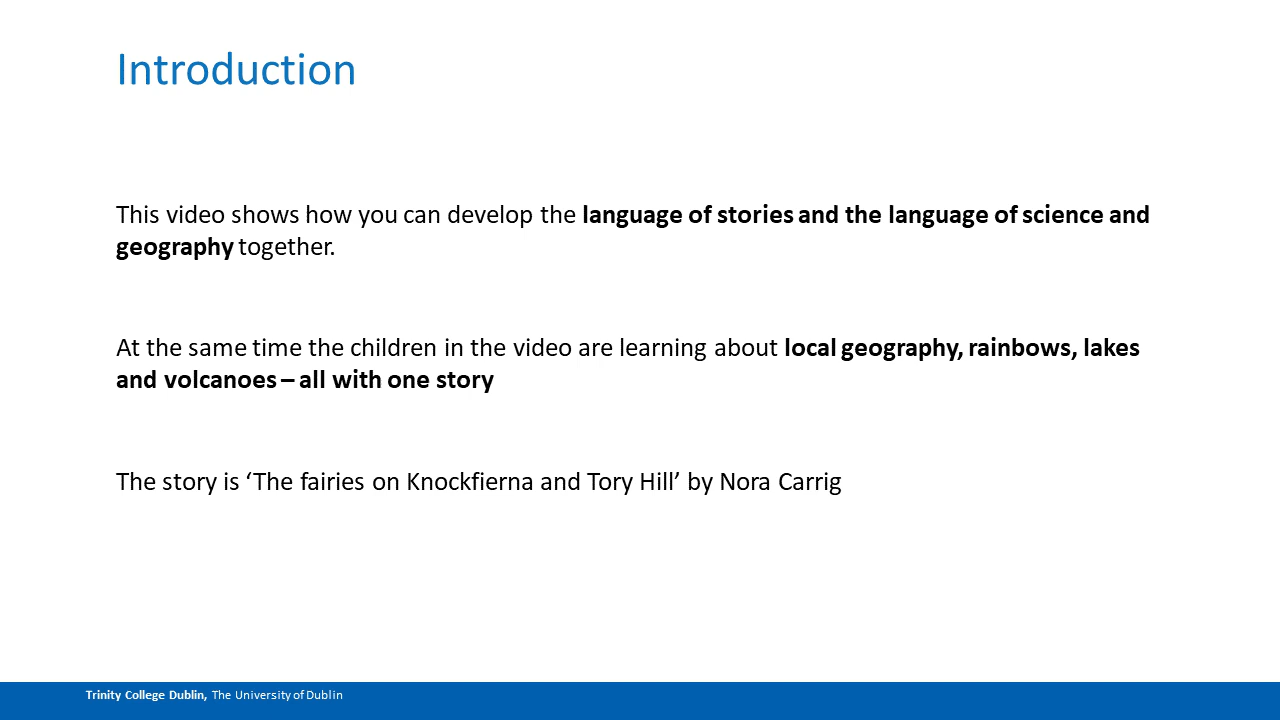 Introduction
This video shows how you can develop the language of stories and the language of science and
geography together.
At the same time the children in the video are learning about local geography, rainbows, lakes
and volcanoes – all with one story
The story is ‘The fairies on Knockfierna and Tory Hill’ by Nora Carrig
Trinity College Dublin, The University of Dublin